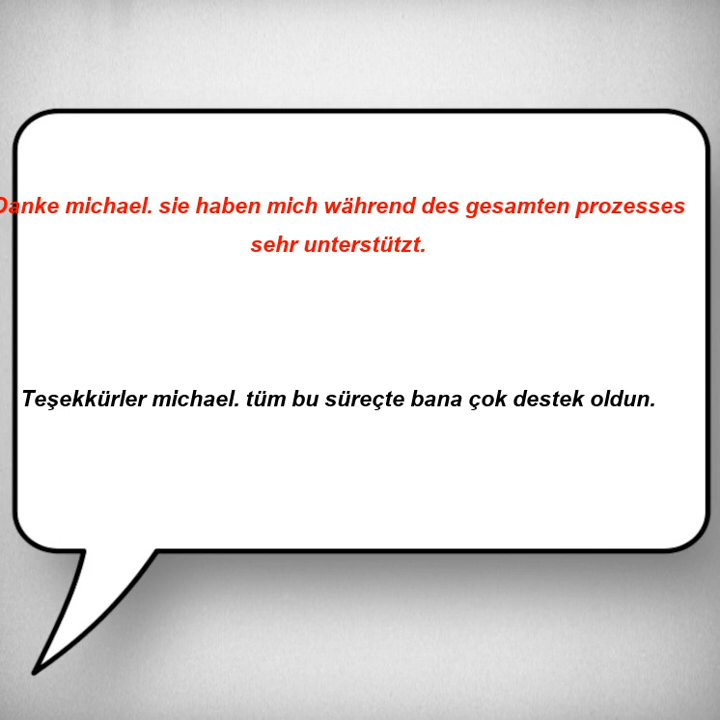 Danke michael. sie haben mich während des gesamten prozesses
sehr unterstützt.
Teşekkürler michael. tüm bu süreçte bana çok destek oldun.